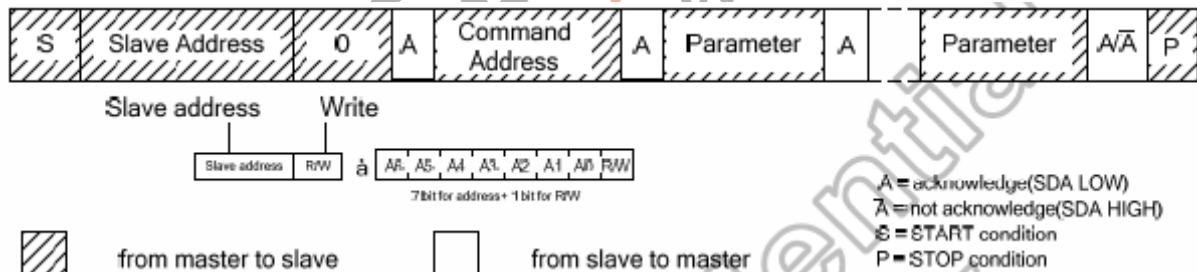 S Slave Address 0 A Command Address A Parameter A Parameter A/A̅ P
Slave address Write
Slave address R/W à A6 A5 A4 A3 A2 A1 A0 R/W
7bit for address+ 1bit for R/W
A = acknowledge(SDA LOW)
A̅ = not acknowledge(SDA HIGH)
S = START condition
P = STOP condition
from master to slave from slave to master